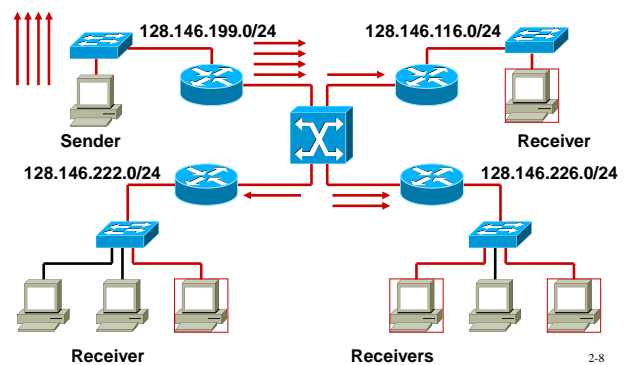 128.146.199.0/24
128.146.116.0/24
Sender
Receiver
128.146.222.0/24
128.146.226.0/24
Receiver
Receivers
2-8